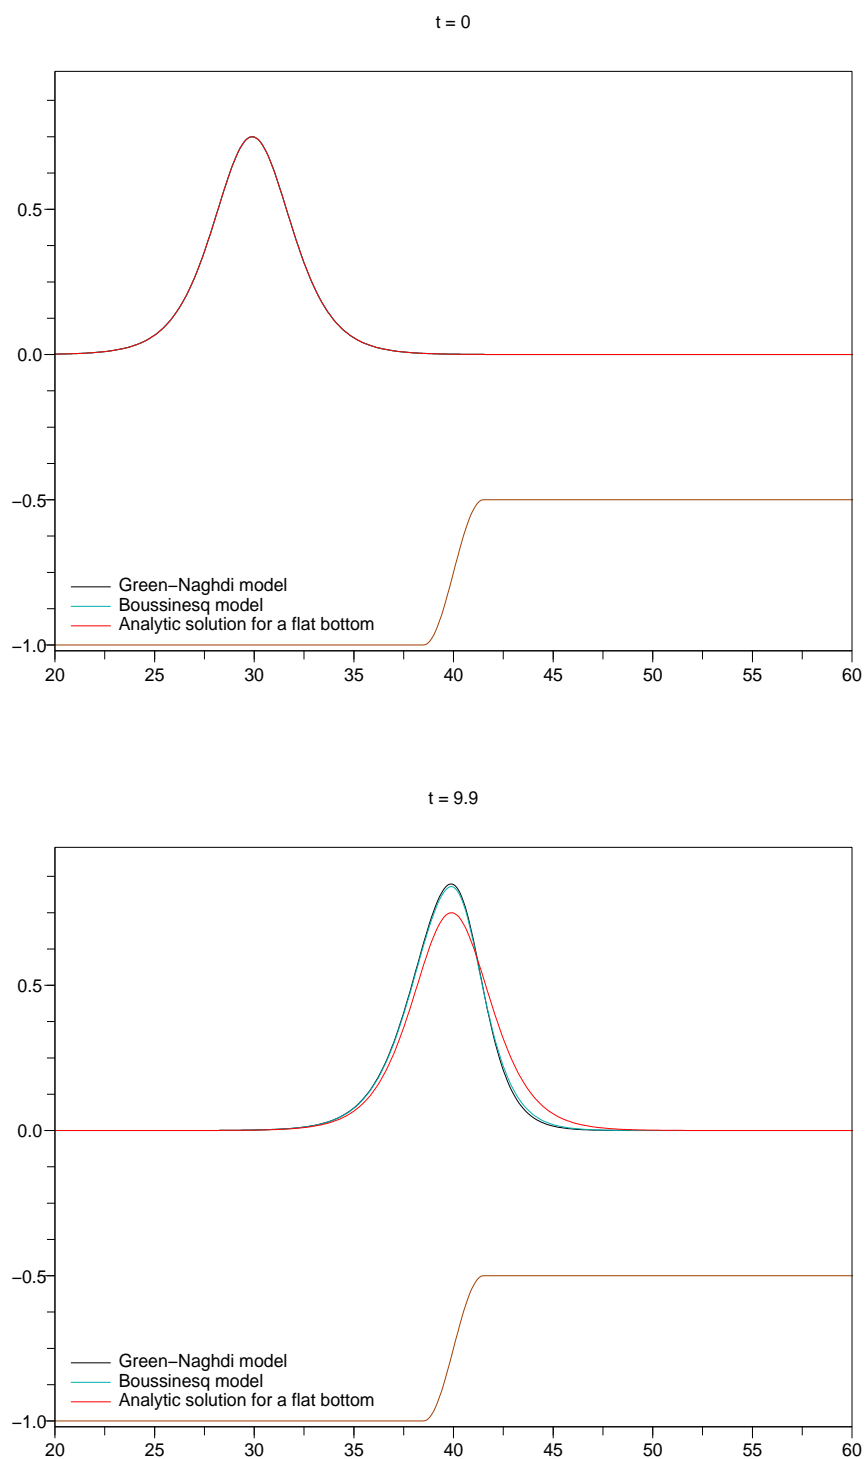 t = 0
0.5
0.0
−0.5
−1.0
Green−Naghdi model
Boussinesq model
Analytic solution for a flat bottom
20 25 30 35 40 45 50 55 60
t = 9.9
0.5
0.0
−0.5
−1.0
Green−Naghdi model
Boussinesq model
Analytic solution for a flat bottom
20 25 30 35 40 45 50 55 60